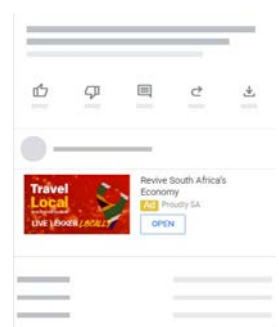 Travel
Local
LIVE LEKKER LOCALLY
Revive South Africa's
Economy
Ad Proudly SA
OPEN